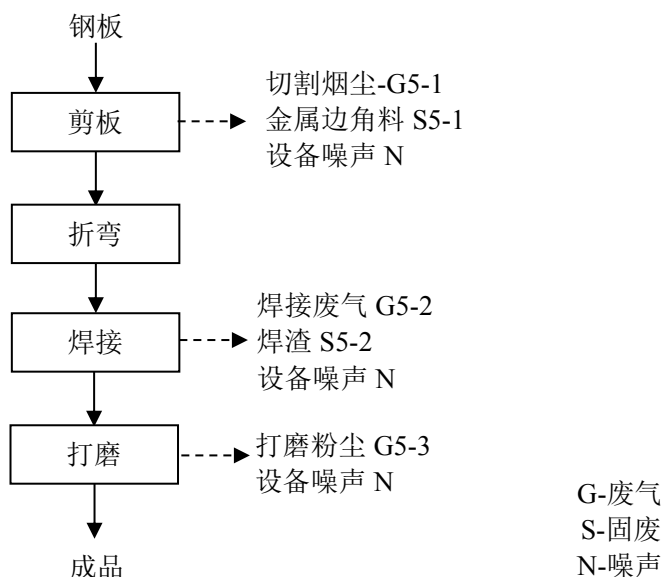 钢板
切割烟尘-G5-1
剪板
金属边角料 S5-1
设备噪声 N
折弯
焊接废气 G5-2
焊接
焊渣 S5-2
设备噪声 N
打磨
打磨粉尘 G5-3
设备噪声 N
成品
G-废气
S-固废
N-噪声